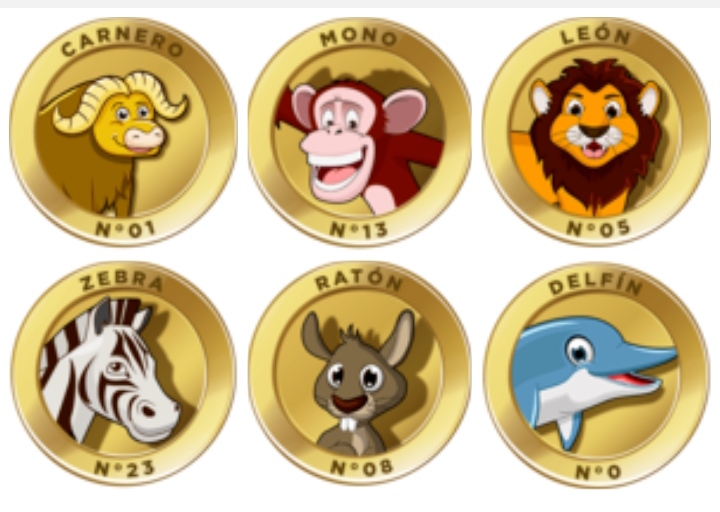 CARNERO
N°01
MONO
N°13
LEÓN
N°05
ZEBRA
N°23
RATÓN
N°08
DELFÍN
N°0